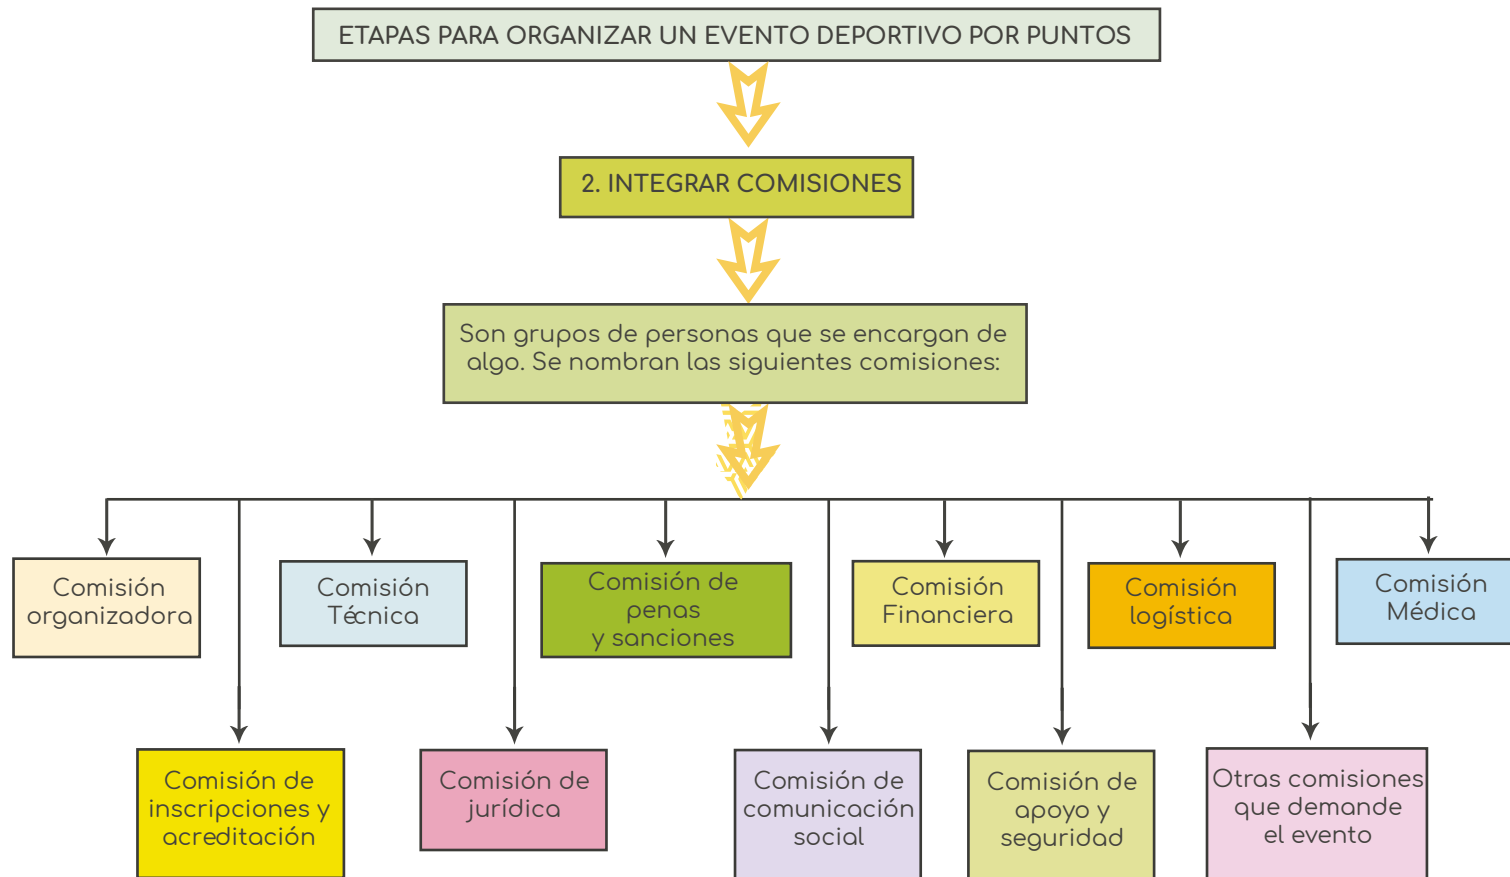 ETAPAS PARA ORGANIZAR UN EVENTO DEPORTIVO POR PUNTOS
2. INTEGRAR COMISIONES
Son grupos de personas que se encargan de
algo. Se nombran las siguientes comisiones:
Comisión
organizadora
Comisión
Técnica
Comisión de
penas
y sanciones
Comisión
Financiera
Comisión
logística
Comisión
Médica
Comisión de
inscripciones y
acreditación
Comisión de
jurídica
Comisión de
comunicación
social
Comisión de
apoyo y
seguridad
Otras comisiones
que demande
el evento